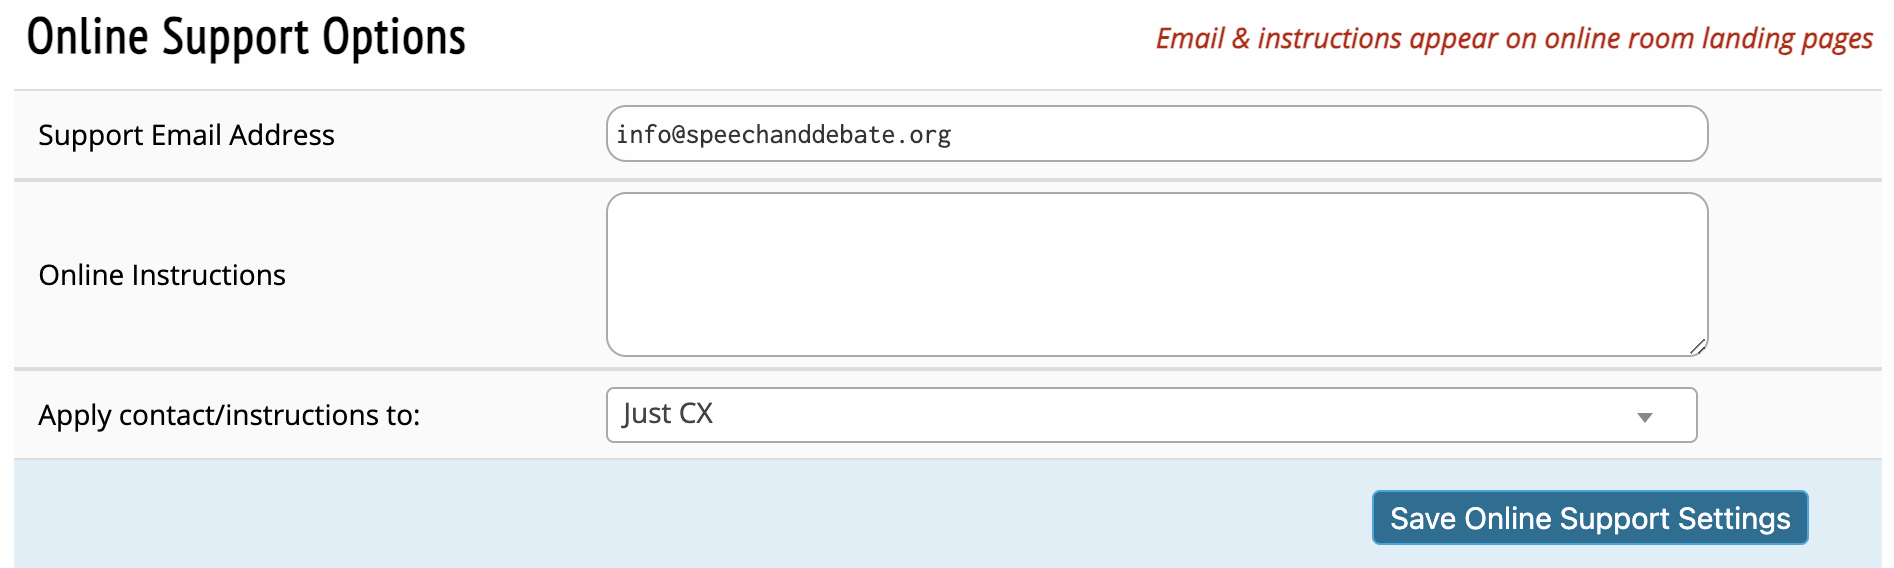 Online Support Options
Email & instructions appear on online room landing pages
Support Email Address
info@speechanddebate.org
Online Instructions
Apply contact/instructions to:
Just CX
Save Online Support Settings